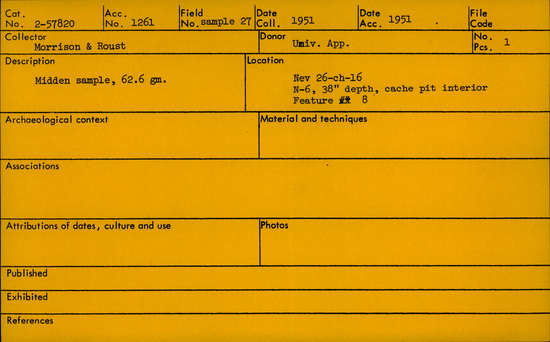 Cat. No. 2-57820 Acc. No. 1261 Field No. sample 27 Date Coll. 1951 Date Acc. 1951 . File Code
Collector Donor No. Pcs. 1
Morrison & Roust Univ. App.
Description Location
Midden sample, 62.6 gm. Nev 26-ch-16
N-6, 38" depth, cache pit interior
Feature 8
Archaeological context Material and techniques
Associations
Attributions of dates, culture and use Photos
Published
Exhibited
References